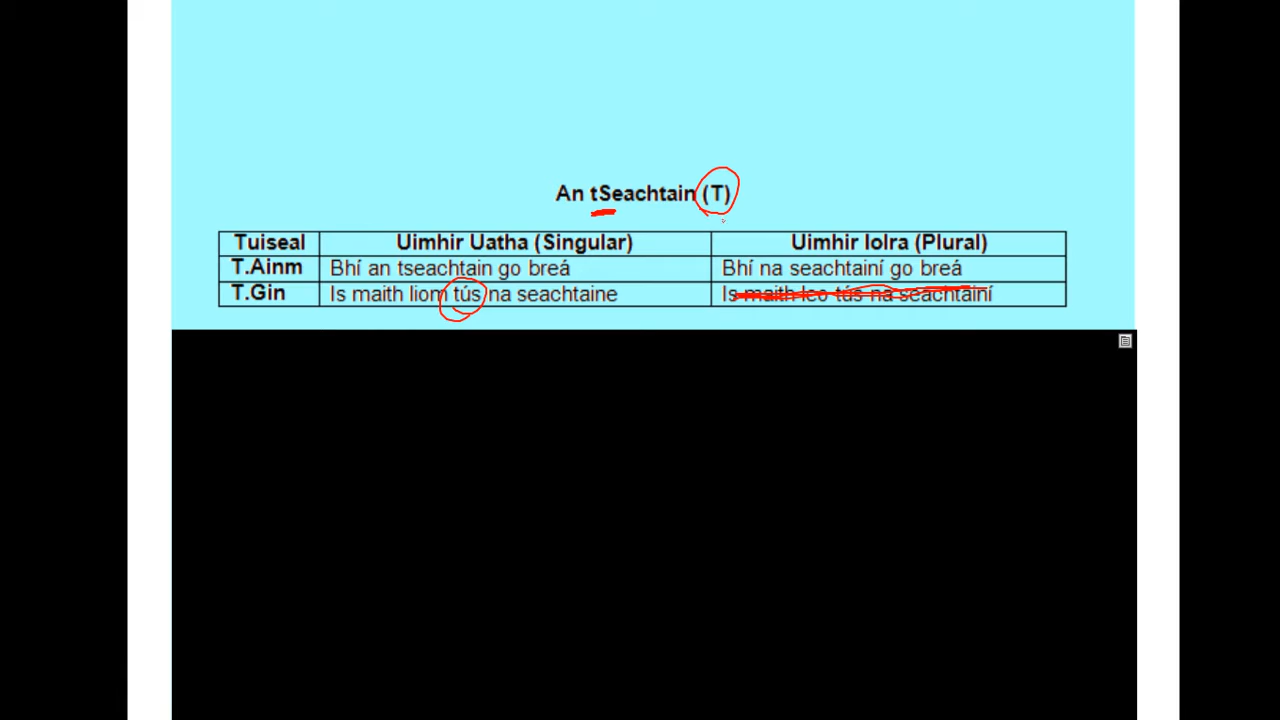 An tSeachtain (T)
Tuiseal Uimhir Uatha (Singular) Uimhir Iolra (Plural)
T.Ainm Bhí an tseachtain go breá Bhí na seachtainí go breá
T.Gin Is maith liom tús na seachtaine Is maith leo tús na seachtainí